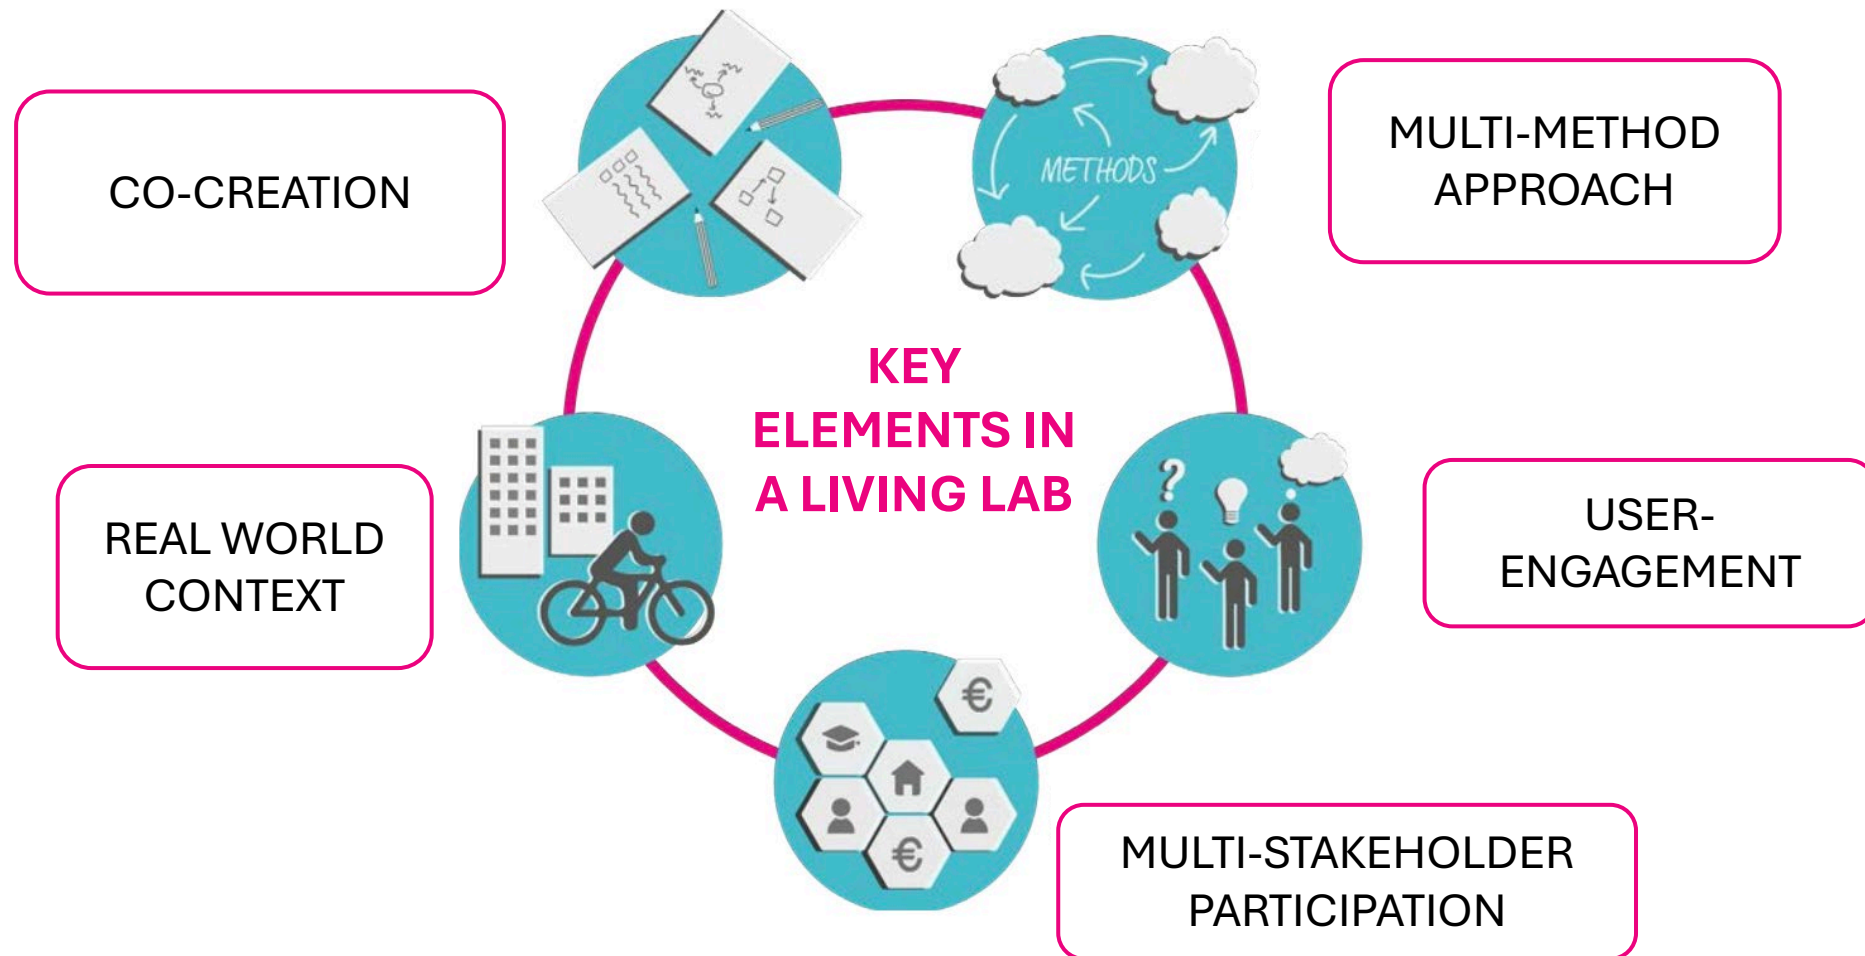 CO-CREATION
METHODS
MULTI-METHOD
APPROACH
KEY
ELEMENTS IN
A LIVING LAB
REAL WORLD
CONTEXT
?
USER-
ENGAGEMENT
€
€
MULTI-STAKEHOLDER
PARTICIPATION